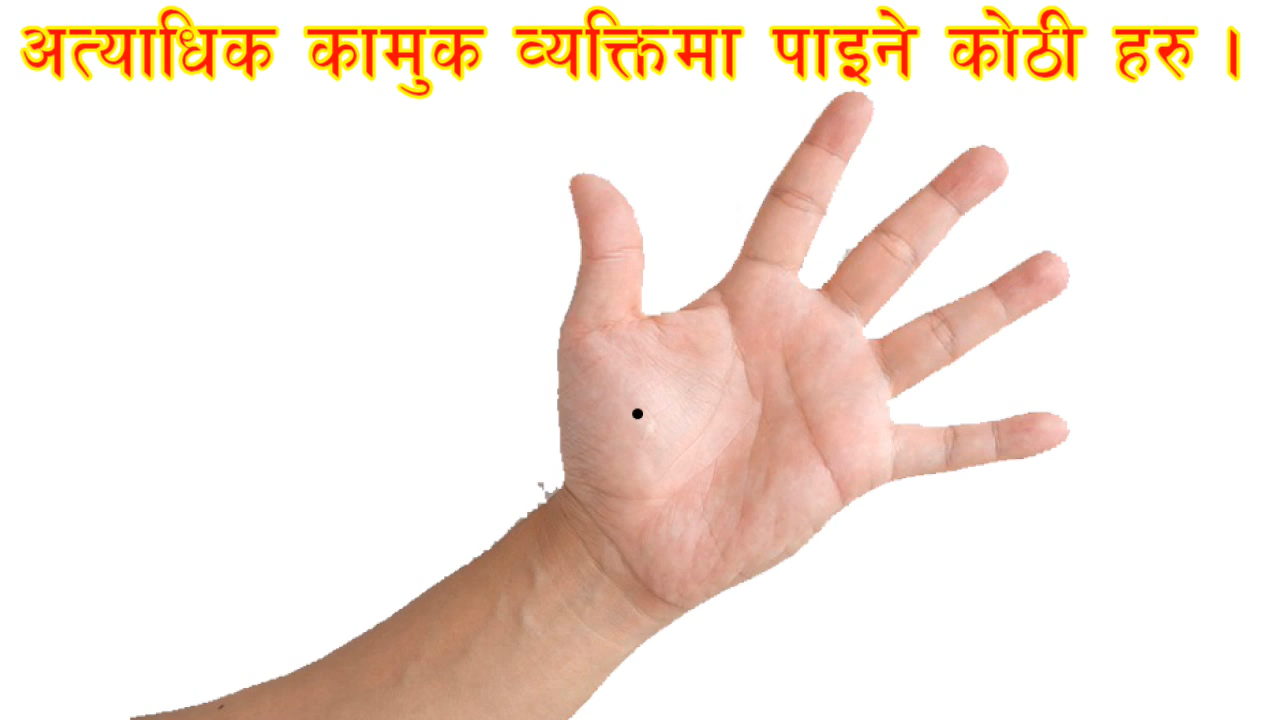 अत्याधिक कामुक व्यक्तिमा पाइने कोठी हरु ।